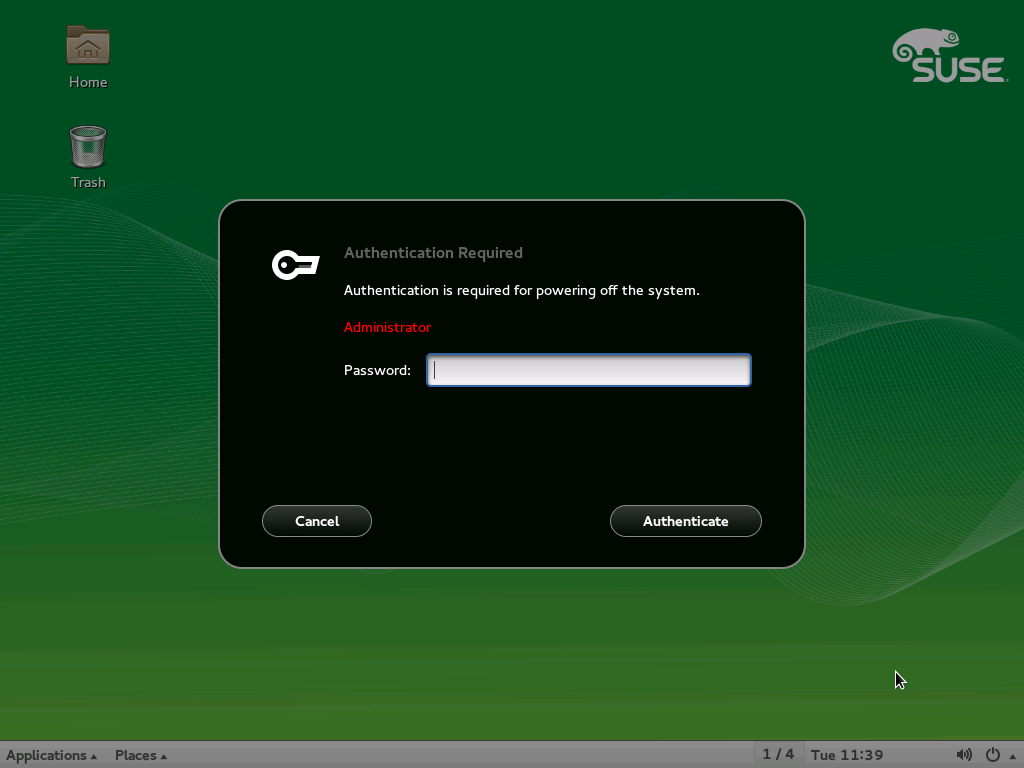 Home
SUSE
Trash
Authentication Required
Authentication is required for powering off the system.
Administrator
Password:
Cancel
Authenticate
Applications
Places
1 / 4
Tue 11:39